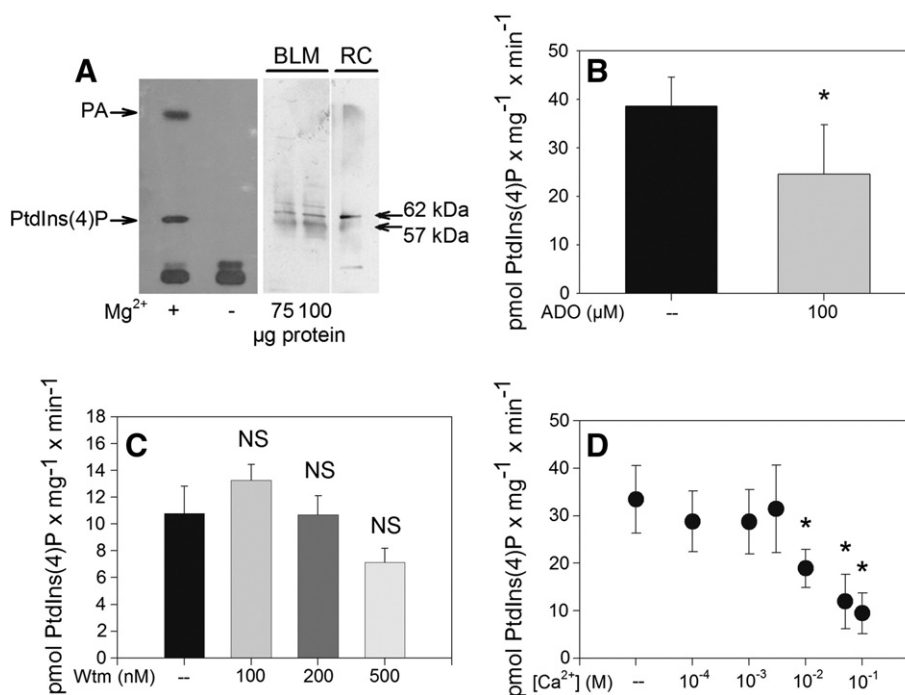 A
BLM RC
PA
PtdIns(4)P
62 kDa
57 kDa
Mg²⁺ + - 75 100
µg protein
B
pmol PtdIns(4)P x mg⁻¹ x min⁻¹
50
40
30
20
10
0
*
ADO (µM) -- 100
C
pmol PtdIns(4)P x mg⁻¹ x min⁻¹
18
16
14
12
10
8
6
4
2
0
NS
NS
NS
Wtm (nM) -- 100 200 500
D
pmol PtdIns(4)P x mg⁻¹ x min⁻¹
50
40
30
20
10
0
*
*
*
[Ca²⁺] (M) -- 10⁻⁴ 10⁻³ 10⁻² 10⁻¹